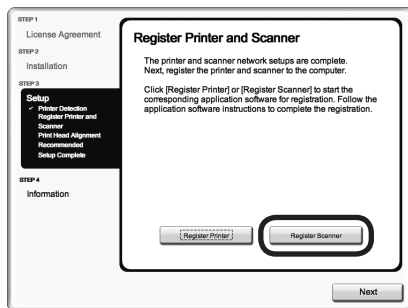 STEP 1
License Agreement
STEP 2
Installation
STEP 3
Setup
Printer Detection
Register Printer and
Scanner
Print Head Alignment
Recommended
Setup Complete
STEP 4
Information
Register Printer and Scanner
The printer and scanner network setups are complete.
Next, register the printer and scanner to the computer.
Click [Register Printer] or [Register Scanner] to start the
corresponding application software for registration. Follow the
application software instructions to complete the registration.
Register Printer
Register Scanner
Next